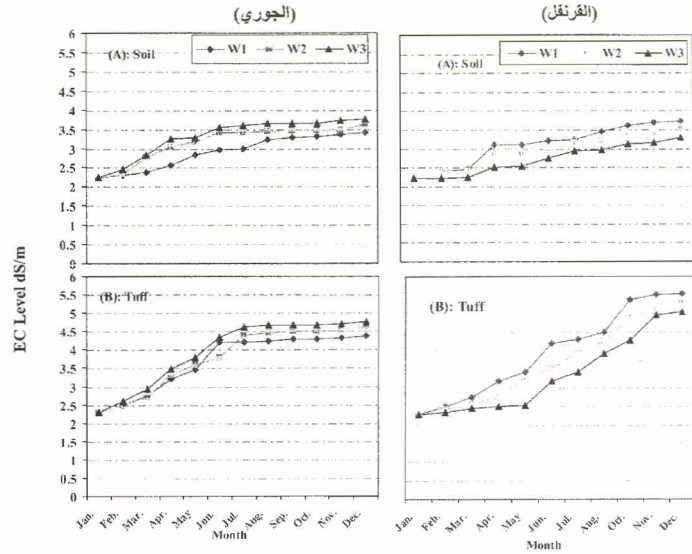 (الجوري)
(القرنفل)
EC Level dS/m
6
5.5
5
4.5
4
3.5
3
2.5
2
1.5
1
0.5
0
(A): Soil
W1 W2 W3
(A): Soil
W1 W2 W3
6
5.5
5
4.5
4
3.5
3
2.5
2
1.5
1
0.5
0
(B): Tuff
(B): Tuff
Jan. Feb. Mar. Apr. May Jun. Jul. Aug. Sep. Oct. Nov. Dec.
Month
Jan. Feb. Mar. Apr. May. Jun. Jul. Aug. Oct. Nov. Dec.
Month